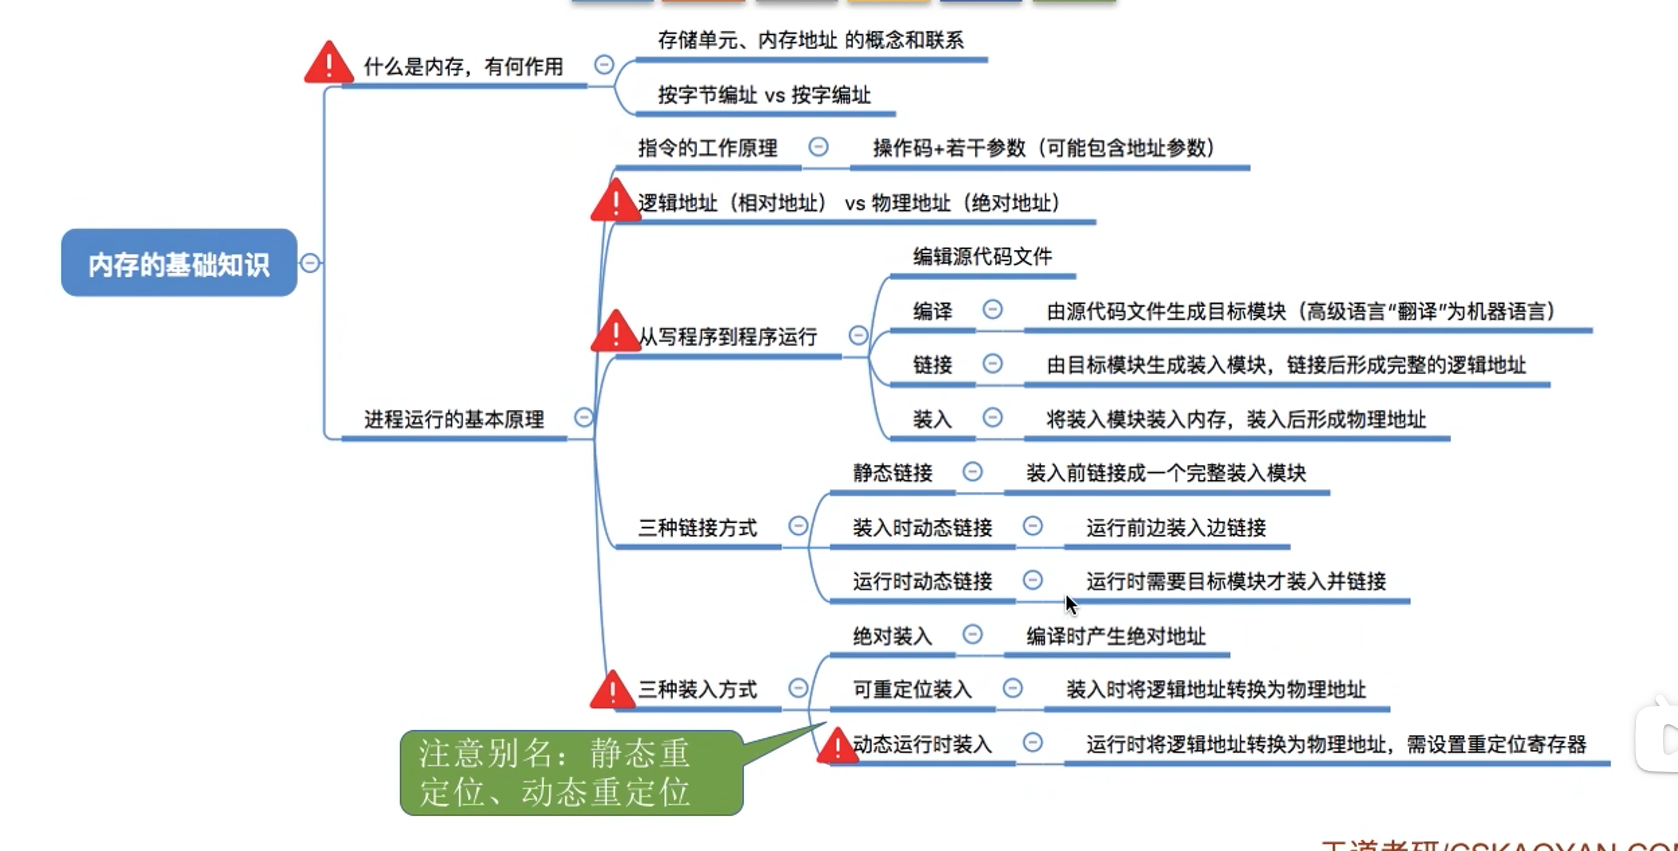 什么是内存，有何作用
存储单元、内存地址 的概念和联系
按字节编址 vs 按字编址
指令的工作原理
操作码+若干参数（可能包含地址参数）
逻辑地址（相对地址） vs 物理地址（绝对地址）
内存的基础知识
编辑源代码文件
从写程序到程序运行
编译
由源代码文件生成目标模块（高级语言“翻译”为机器语言）
链接
由目标模块生成装入模块，链接后形成完整的逻辑地址
装入
将装入模块装入内存，装入后形成物理地址
进程运行的基本原理
静态链接
装入前链接成一个完整装入模块
三种链接方式
装入时动态链接
运行前边装入边链接
运行时动态链接
运行时需要目标模块才装入并链接
绝对装入
编译时产生绝对地址
三种装入方式
可重定位装入
装入时将逻辑地址转换为物理地址
动态运行时装入
运行时将逻辑地址转换为物理地址，需设置重定位寄存器
注意别名：静态重
定位、动态重定位